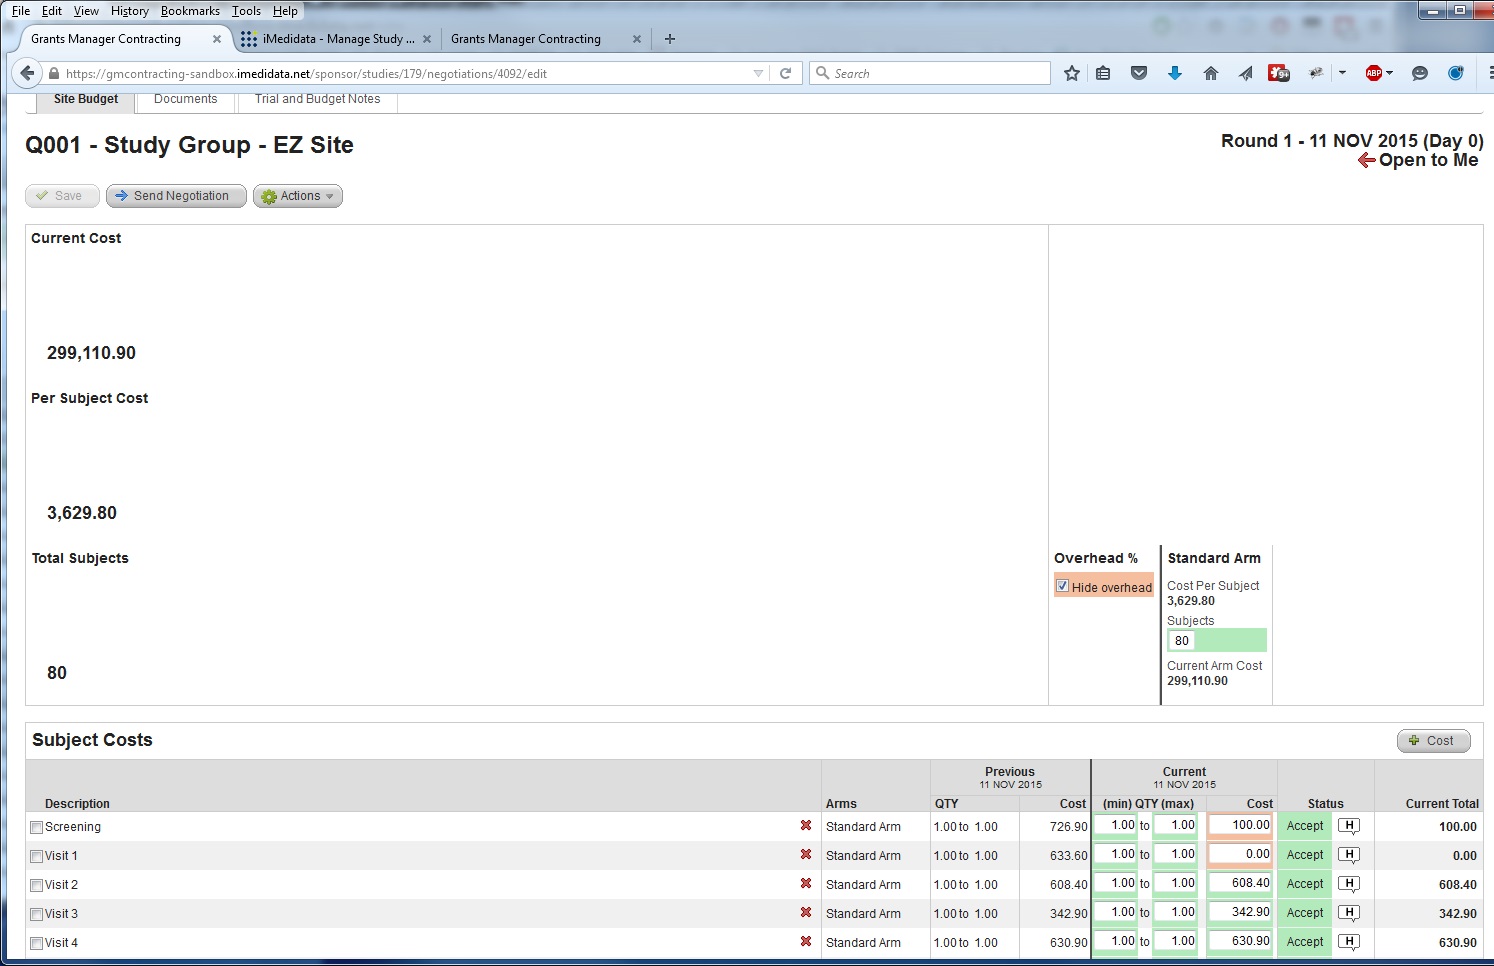 File Edit View History Bookmarks Tools Help
Grants Manager Contracting
iMedidata - Manage Study ...
Grants Manager Contracting
https://gmcontracting-sandbox.imedidata.net/sponsor/studies/179/negotiations/4092/edit
Search
9+
ABP
Site Budget Documents Trial and Budget Notes
Q001 - Study Group - EZ Site
Round 1 - 11 NOV 2015 (Day 0)
Open to Me
Save Send Negotiation Actions
Current Cost
299,110.90
Per Subject Cost
3,629.80
Total Subjects
80
Overhead %
Hide overhead
Standard Arm
Cost Per Subject
3,629.80
Subjects
80
Current Arm Cost
299,110.90
Subject Costs
Cost
Previous Current
11 NOV 2015 11 NOV 2015
Description Arms QTY Cost (min) QTY (max) Cost Status Current Total
Screening Standard Arm 1.00 to 1.00 726.90 1.00 to 1.00 100.00 Accept H 100.00
Visit 1 Standard Arm 1.00 to 1.00 633.60 1.00 to 1.00 0.00 Accept H 0.00
Visit 2 Standard Arm 1.00 to 1.00 608.40 1.00 to 1.00 608.40 Accept H 608.40
Visit 3 Standard Arm 1.00 to 1.00 342.90 1.00 to 1.00 342.90 Accept H 342.90
Visit 4 Standard Arm 1.00 to 1.00 630.90 1.00 to 1.00 630.90 Accept H 630.90